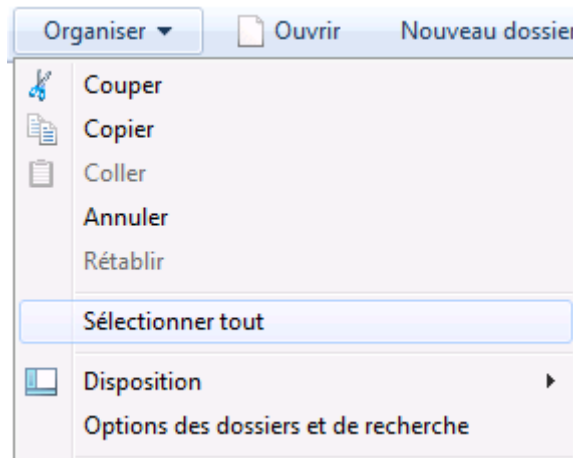 Organiser Ouvrir Nouveau dossier
Couper
Copier
Coller
Annuler
Rétablir
Sélectionner tout
Disposition
Options des dossiers et de recherche